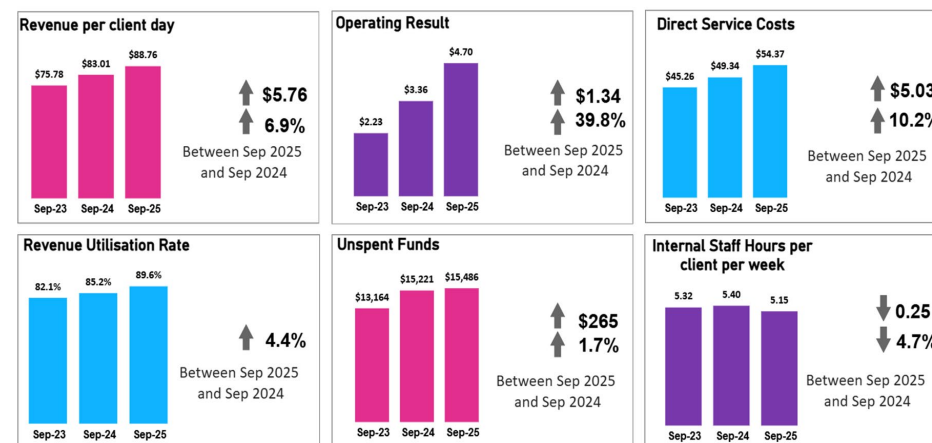 Revenue per client day
$75.78
$83.01
$88.76
Sep-23
Sep-24
Sep-25
$5.76
6.9%
Between Sep 2025
and Sep 2024
Operating Result
$2.23
$3.36
$4.70
Sep-23
Sep-24
Sep-25
$1.34
39.8%
Between Sep 2025
and Sep 2024
Direct Service Costs
$45.26
$49.34
$54.37
Sep-23
Sep-24
Sep-25
$5.03
10.2%
Between Sep 2025
and Sep 2024
Revenue Utilisation Rate
82.1%
85.2%
89.6%
Sep-23
Sep-24
Sep-25
4.4%
Between Sep 2025
and Sep 2024
Unspent Funds
$13,164
$15,221
$15,486
Sep-23
Sep-24
Sep-25
$265
1.7%
Between Sep 2025
and Sep 2024
Internal Staff Hours per
client per week
5.32
5.40
5.15
Sep-23
Sep-24
Sep-25
0.25
4.7%
Between Sep 2025
and Sep 2024